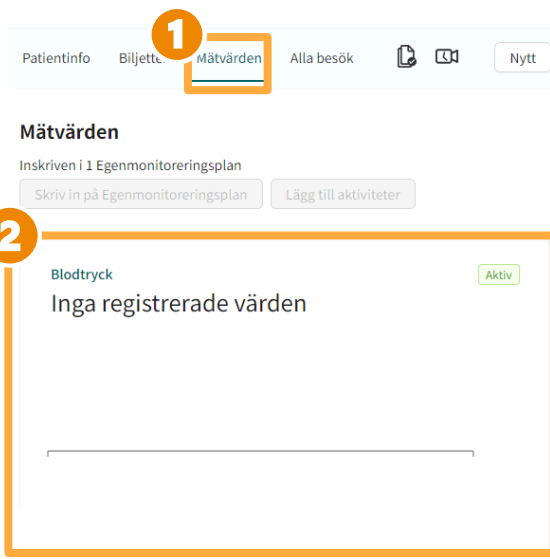 1
Patientinfo Mätvärden Alla besök Nytt
Mätvärden
Inskriven i 1 Egenmonitoreringsplan
Skriv in på Egenmonitoreringsplan Lägg till aktiviteter
2
Blodtryck Aktiv
Inga registrerade värden